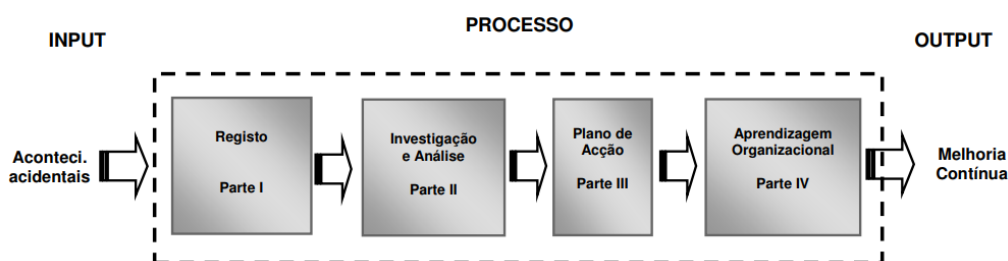 PROCESSO
INPUT
OUTPUT
Aconteci.
acidentais
Registo
Parte I
Investigação
e Análise
Parte II
Plano de
Acção
Parte III
Aprendizagem
Organizacional
Parte IV
Melhoria
Contínua